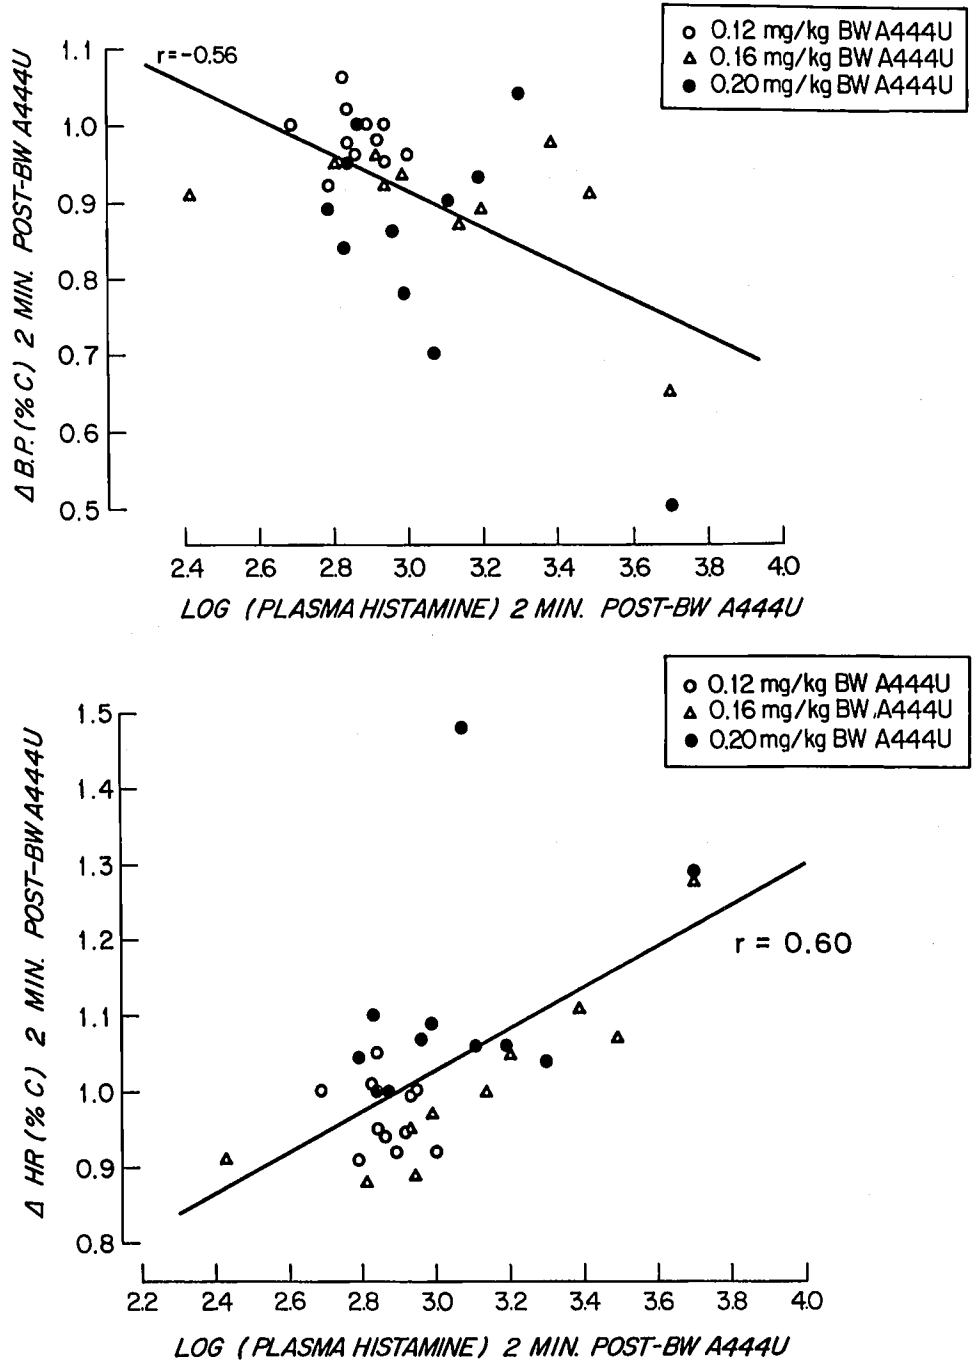 ○ 0.12 mg/kg BW A444U
△ 0.16 mg/kg BW A444U
● 0.20 mg/kg BW A444U
r=-0.56
Δ B.P. (% C) 2 MIN. POST-BW A444U
1.1
1.0
0.9
0.8
0.7
0.6
0.5
2.4 2.6 2.8 3.0 3.2 3.4 3.6 3.8 4.0
LOG (PLASMA HISTAMINE) 2 MIN. POST-BW A444U
○ 0.12 mg/kg BW A444U
△ 0.16 mg/kg BW A444U
● 0.20 mg/kg BW A444U
Δ HR (% C) 2 MIN. POST-BW A444U
1.5
1.4
1.3
1.2
1.1
1.0
0.9
0.8
r = 0.60
2.2 2.4 2.6 2.8 3.0 3.2 3.4 3.6 3.8 4.0
LOG (PLASMA HISTAMINE) 2 MIN. POST-BW A444U